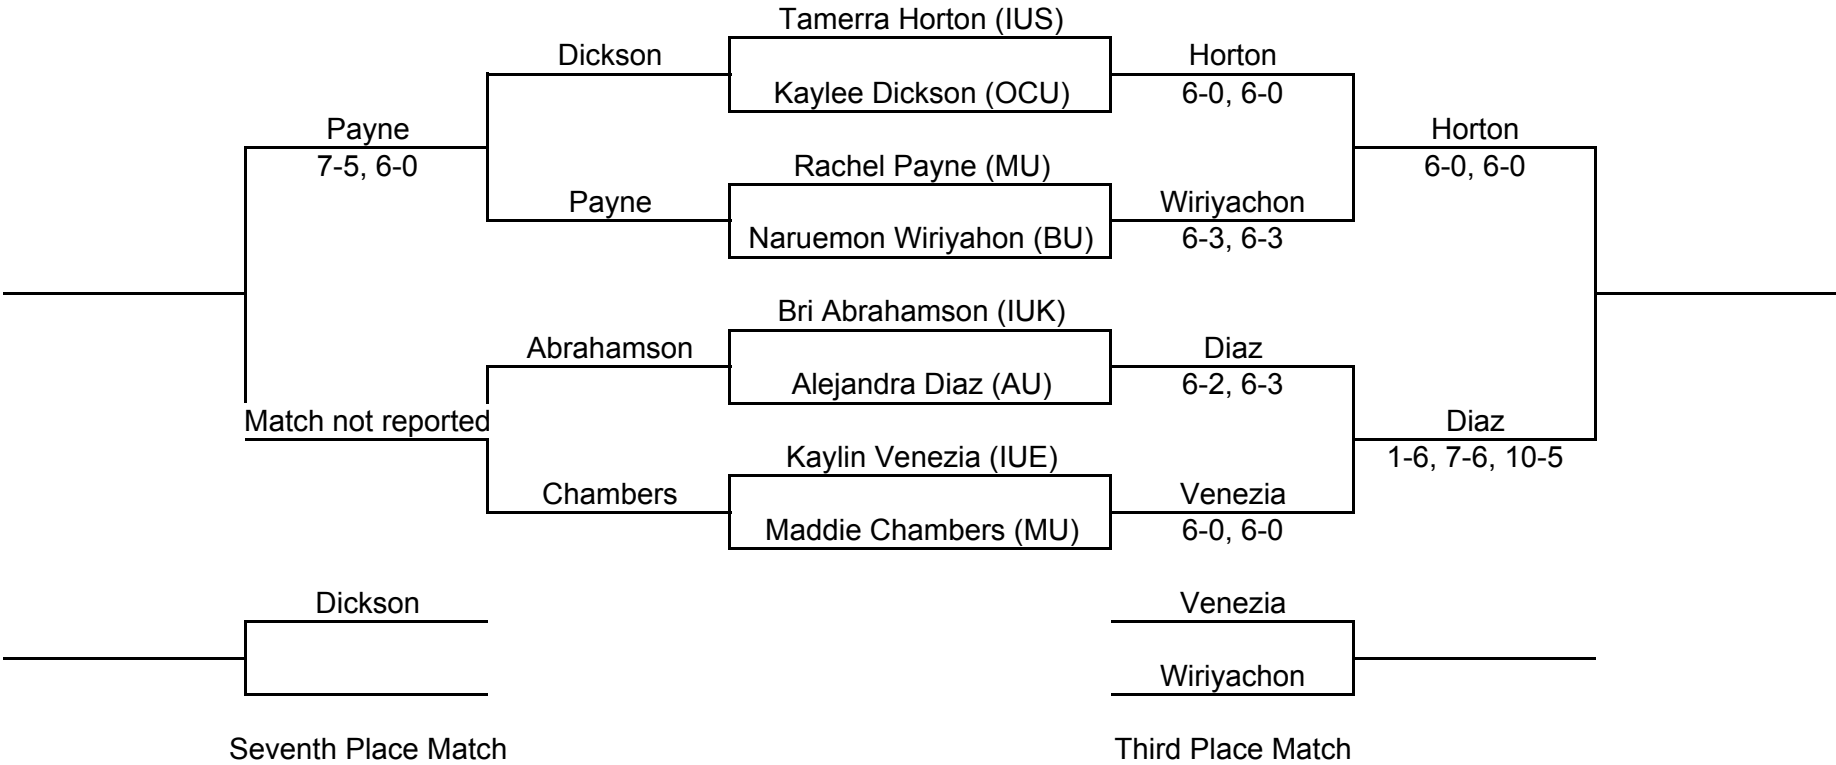 Tamerra Horton (IUS)
Dickson
Horton
Kaylee Dickson (OCU)
6-0, 6-0
Payne
Horton
7-5, 6-0
Rachel Payne (MU)
6-0, 6-0
Payne
Wiriyachon
Naruemon Wiriyahon (BU)
6-3, 6-3
Bri Abrahamson (IUK)
Abrahamson
Diaz
Alejandra Diaz (AU)
6-2, 6-3
Match not reported
Diaz
Kaylin Venezia (IUE)
1-6, 7-6, 10-5
Chambers
Venezia
Maddie Chambers (MU)
6-0, 6-0
Dickson
Venezia
Wiriyachon
Seventh Place Match
Third Place Match